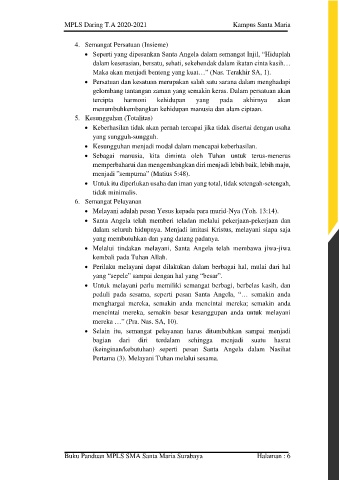 MPLS Daring T.A 2020-2021 Kampus Santa Maria
4. Semangat Persatuan (Insieme)
• Seperti yang dipesankan Santa Angela dalam semangat Injil, “Hiduplah
dalam keserasian, bersatu, sehati, sekehendak dalam ikatan cinta kasih…
Maka akan menjadi benteng yang kuat…” (Nas. Terakhir SA, 1).
• Persatuan dan kesatuan merupakan salah satu sarana dalam menghadapi
gelombang tantangan zaman yang semakin keras. Dalam persatuan akan
tercipta harmoni kehidupan yang pada akhirnya akan
menumbuhkembangkan kehidupan manusia dan alam ciptaan.
5. Kesungguhan (Totalitas)
• Keberhasilan tidak akan pernah tercapai jika tidak disertai dengan usaha
yang sungguh-sungguh.
• Kesungguhan menjadi modal dalam mencapai keberhasilan.
• Sebagai manusia, kita diminta oleh Tuhan untuk terus-menerus
memperbaharui dan mengembangkan diri menjadi lebih baik, lebih maju,
menjadi “sempurna” (Matius 5:48).
• Untuk itu diperlukan usaha dan iman yang total, tidak setengah-setengah,
tidak minimalis.
6. Semangat Pelayanan
• Melayani adalah pesan Yesus kepada para murid-Nya (Yoh. 13:14).
• Santa Angela telah memberi teladan melalui pekerjaan-pekerjaan dan
dalam seluruh hidupnya. Menjadi imitasi Kristus, melayani siapa saja
yang membutuhkan dan yang datang padanya.
• Melalui tindakan melayani, Santa Angela telah membawa jiwa-jiwa
kembali pada Tuhan Allah.
• Perilaku melayani dapat dilakukan dalam berbagai hal, mulai dari hal
yang “sepele” sampai dengan hal yang “besar”.
• Untuk melayani perlu memiliki semangat berbagi, berbelas kasih, dan
peduli pada sesama, seperti pesan Santa Angela, “… semakin anda
menghargai mereka, semakin anda mencintai mereka; semakin anda
mencintai mereka, semakin besar kesanggupan anda untuk melayani
mereka …” (Pra. Nas. SA, 10).
• Selain itu, semangat pelayanan harus ditumbuhkan sampai menjadi
bagian dari diri terdalam sehingga menjadi suatu hasrat
(keinginan/kebutuhan) seperti pesan Santa Angela dalam Nasihat
Pertama (3). Melayani Tuhan melalui sesama.
Buku Panduan MPLS SMA Santa Maria Surabaya Halaman : 6